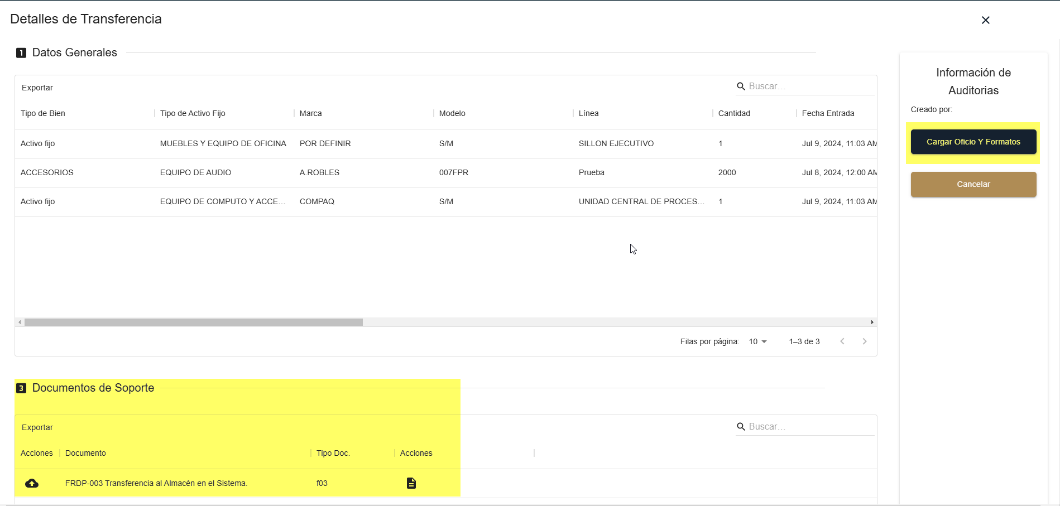 Detalles de Transferencia
1 Datos Generales
Exportar Buscar...
Tipo de Bien Tipo de Activo Fijo Marca Modelo Línea Cantidad Fecha Entrada
Activo fijo MUEBLES Y EQUIPO DE OFICINA POR DEFINIR S/M SILLON EJECUTIVO 1 Jul 9, 2024, 11:03 AM
ACCESORIOS EQUIPO DE AUDIO A.ROBLES 007FPR Prueba 2000 Jul 8, 2024, 12:00 AM
Activo fijo EQUIPO DE COMPUTO Y ACCE... COMPAQ S/M UNIDAD CENTRAL DE PROCES... 1 Jul 9, 2024, 11:03 AM
Filas por página: 10 1–3 de 3
3 Documentos de Soporte
Exportar Buscar...
Acciones Documento Tipo Doc. Acciones
FRDP-003 Transferencia al Almacén en el Sistema. f03
Información de
Auditorias
Creado por:
Cargar Oficio Y Formatos
Cancelar